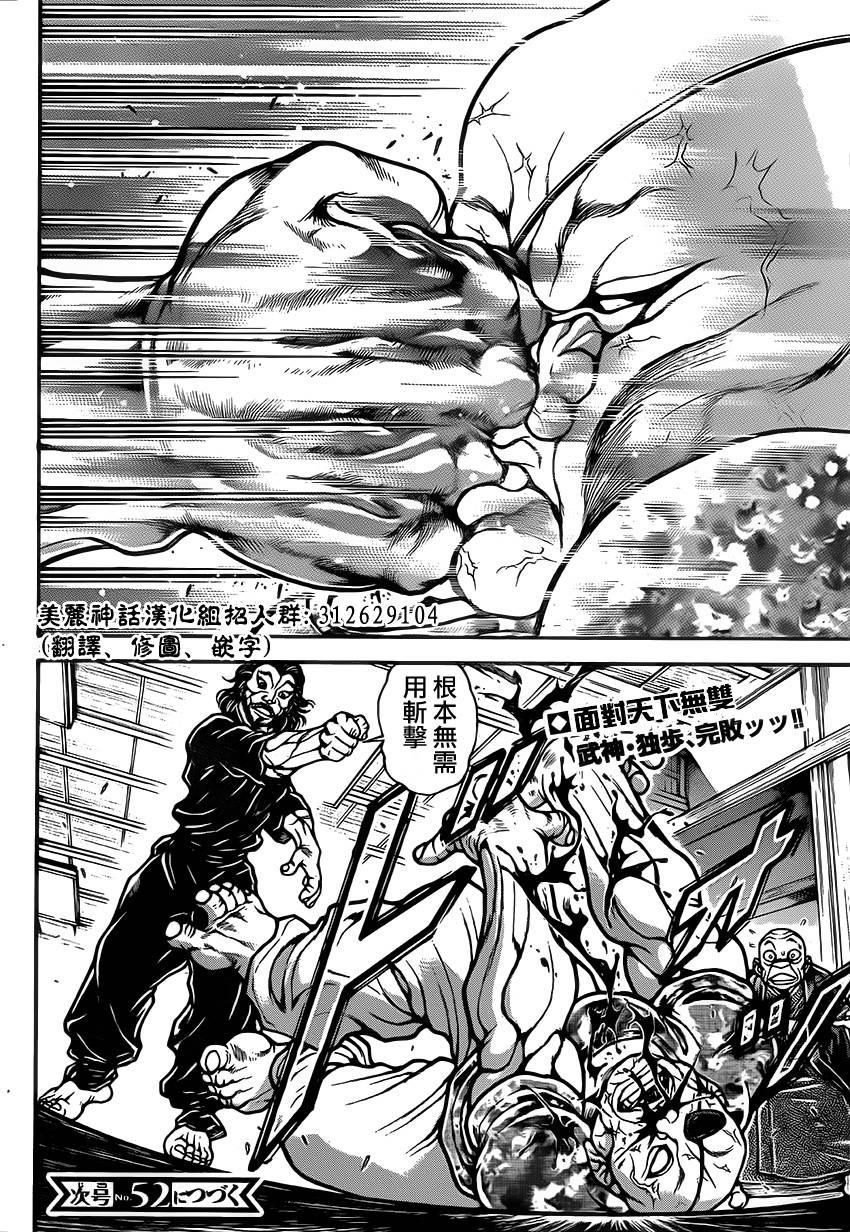 美麗神話漢化組招人群:312629104
(翻譯、修圖、嵌字)
面對天下無雙
武神·独歩、完敗ッッ!!
根本無需
用斬擊
次号No.52につづく